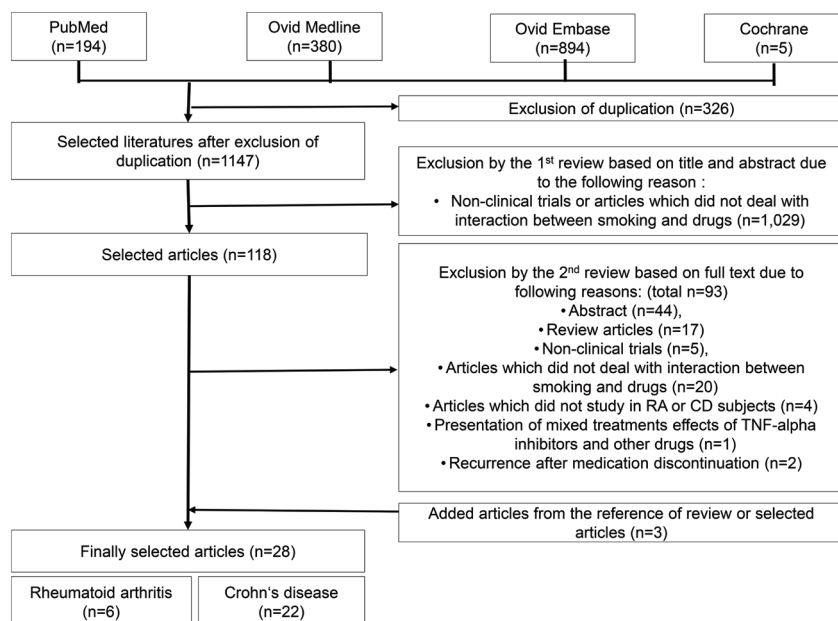 PubMed
(n=194)
Ovid Medline
(n=380)
Ovid Embase
(n=894)
Cochrane
(n=5)
Exclusion of duplication (n=326)
Selected literatures after exclusion of
duplication (n=1147)
Exclusion by the 1st review based on title and abstract due
to the following reason :
• Non-clinical trials or articles which did not deal with
interaction between smoking and drugs (n=1,029)
Selected articles (n=118)
Exclusion by the 2nd review based on full text due to
following reasons: (total n=93)
•Abstract (n=44),
•Review articles (n=17)
•Non-clinical trials (n=5),
•Articles which did not deal with interaction between
smoking and drugs (n=20)
•Articles which did not study in RA or CD subjects (n=4)
•Presentation of mixed treatments effects of TNF-alpha
inhibitors and other drugs (n=1)
•Recurrence after medication discontinuation (n=2)
Added articles from the reference of review or selected
articles (n=3)
Finally selected articles (n=28)
Rheumatoid arthritis
(n=6)
Crohn‘s disease
(n=22)